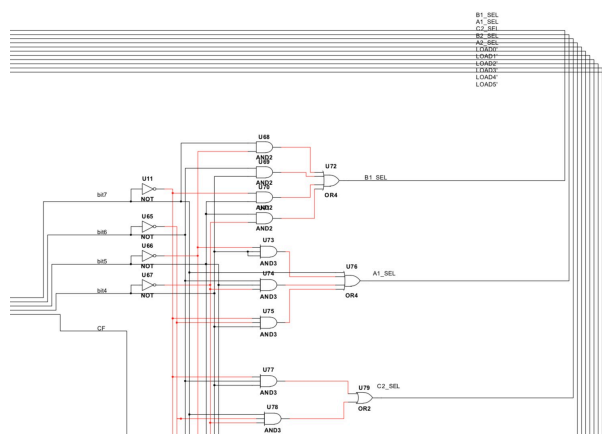 B1_SEL
A1_SEL
C2_SEL
B2_SEL
A2_SEL
LOAD0'
LOAD1'
LOAD2'
LOAD3'
LOAD4'
LOAD5'
U68
AND2
U69
U72
AND2
B1_SEL
U11
U70
OR4
bit7
NOT
AND2
U65
AND2
bit6
NOT
U66
U73
bit5
NOT
AND3
U76
U67
U74
A1_SEL
bit4
NOT
AND3
OR4
U75
CF
AND3
U77
C2_SEL
AND3
U79
U78
OR2
AND3